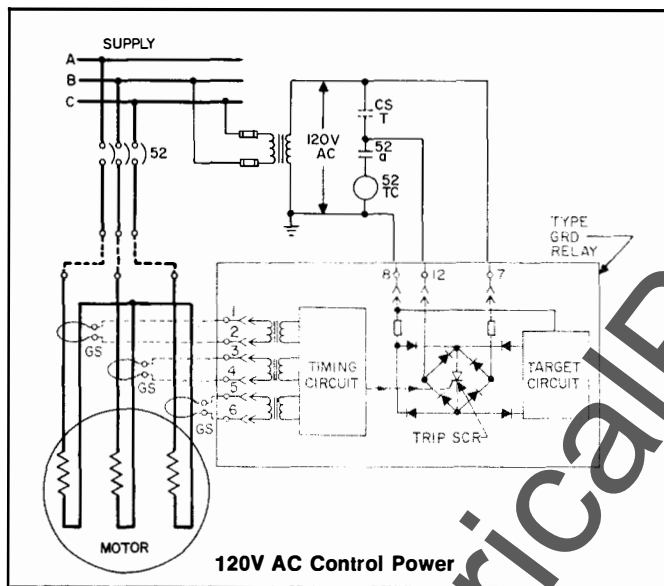 SUPPLY
A
B
C
52
120V
AC
CS
T
52
a
52
TC
TYPE
GRD
RELAY
8
12
7
1
2
3
4
5
6
GS
GS
GS
TIMING
CIRCUIT
TARGET
CIRCUIT
TRIP SCR
MOTOR
120V AC Control Power